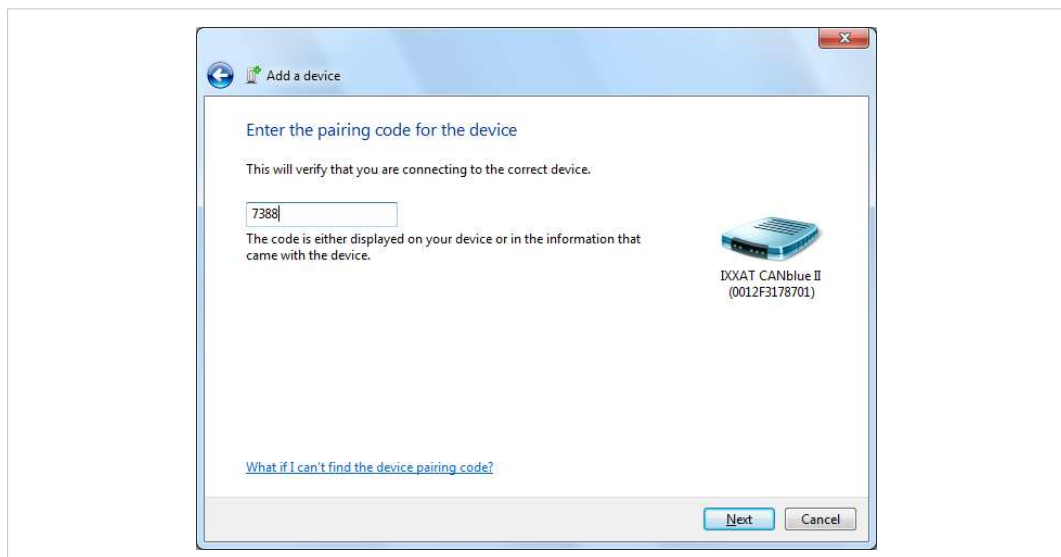 Add a device
Enter the pairing code for the device
This will verify that you are connecting to the correct device.
7388
The code is either displayed on your device or in the information that
came with the device.
IXXAT CANblue II
(0012F3178701)
What if I can't find the device pairing code?
Next
Cancel